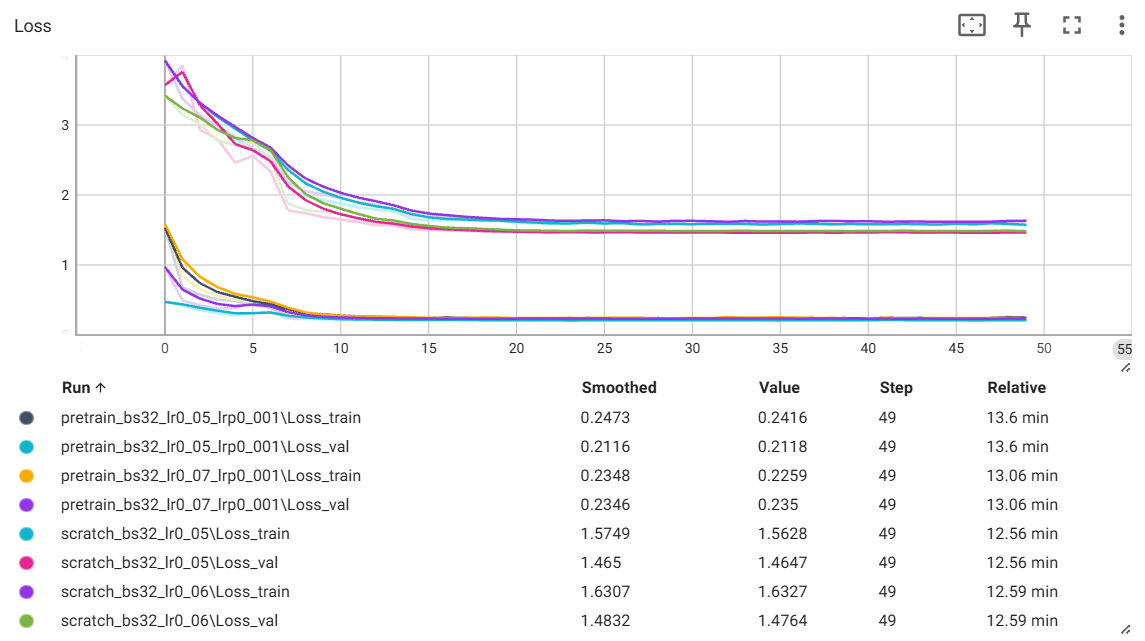 Loss
3
2
1
0 5 10 15 20 25 30 35 40 45 50 55
Run ↑ Smoothed Value Step Relative
pretrain_bs32_lr0_05_lrp0_001\Loss_train 0.2473 0.2416 49 13.6 min
pretrain_bs32_lr0_05_lrp0_001\Loss_val 0.2116 0.2118 49 13.6 min
pretrain_bs32_lr0_07_lrp0_001\Loss_train 0.2348 0.2259 49 13.06 min
pretrain_bs32_lr0_07_lrp0_001\Loss_val 0.2346 0.235 49 13.06 min
scratch_bs32_lr0_05\Loss_train 1.5749 1.5628 49 12.56 min
scratch_bs32_lr0_05\Loss_val 1.465 1.4647 49 12.56 min
scratch_bs32_lr0_06\Loss_train 1.6307 1.6327 49 12.59 min
scratch_bs32_lr0_06\Loss_val 1.4832 1.4764 49 12.59 min